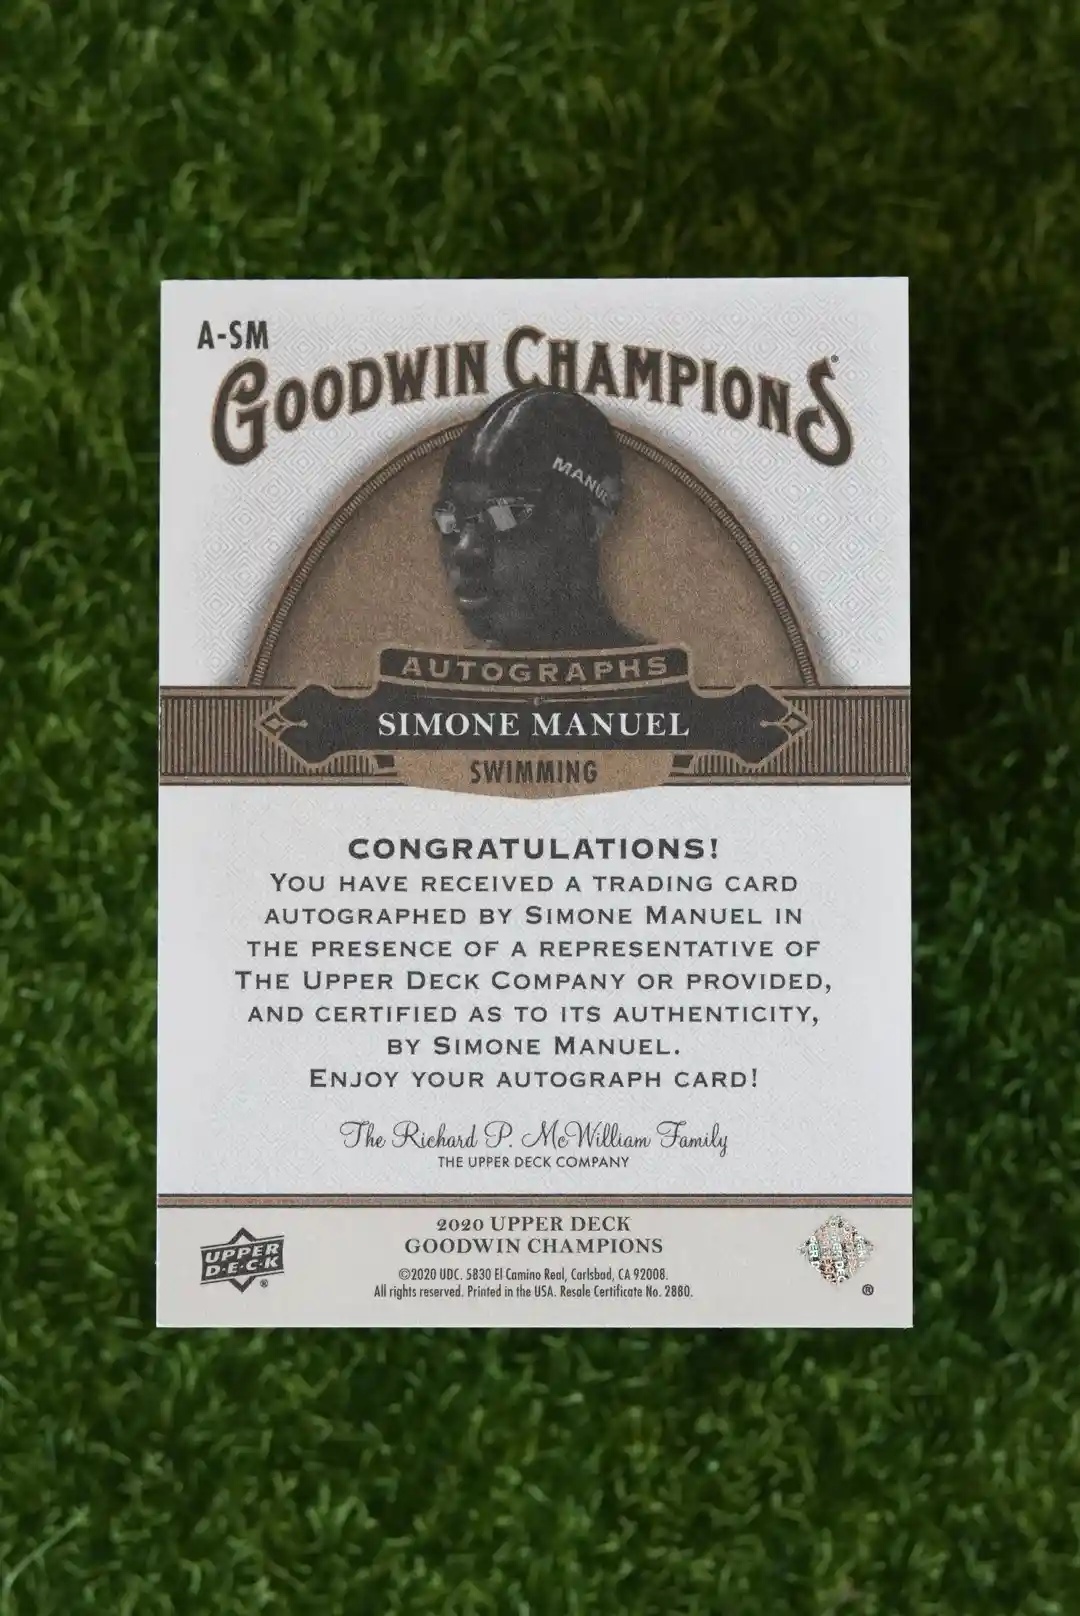 A-SM
GOODWIN CHAMPIONS®
MANUEL
AUTOGRAPHS
SIMONE MANUEL
SWIMMING
CONGRATULATIONS!
YOU HAVE RECEIVED A TRADING CARD
AUTOGRAPHED BY SIMONE MANUEL IN
THE PRESENCE OF A REPRESENTATIVE OF
THE UPPER DECK COMPANY OR PROVIDED,
AND CERTIFIED AS TO ITS AUTHENTICITY,
BY SIMONE MANUEL.
ENJOY YOUR AUTOGRAPH CARD!
The Richard P. McWilliam Family
THE UPPER DECK COMPANY
UPPER
D·E·C·K®
2020 UPPER DECK
GOODWIN CHAMPIONS
©2020 UDC. 5830 El Camino Real, Carlsbad, CA 92008.
All rights reserved. Printed in the USA. Resale Certificate No. 2880.
®